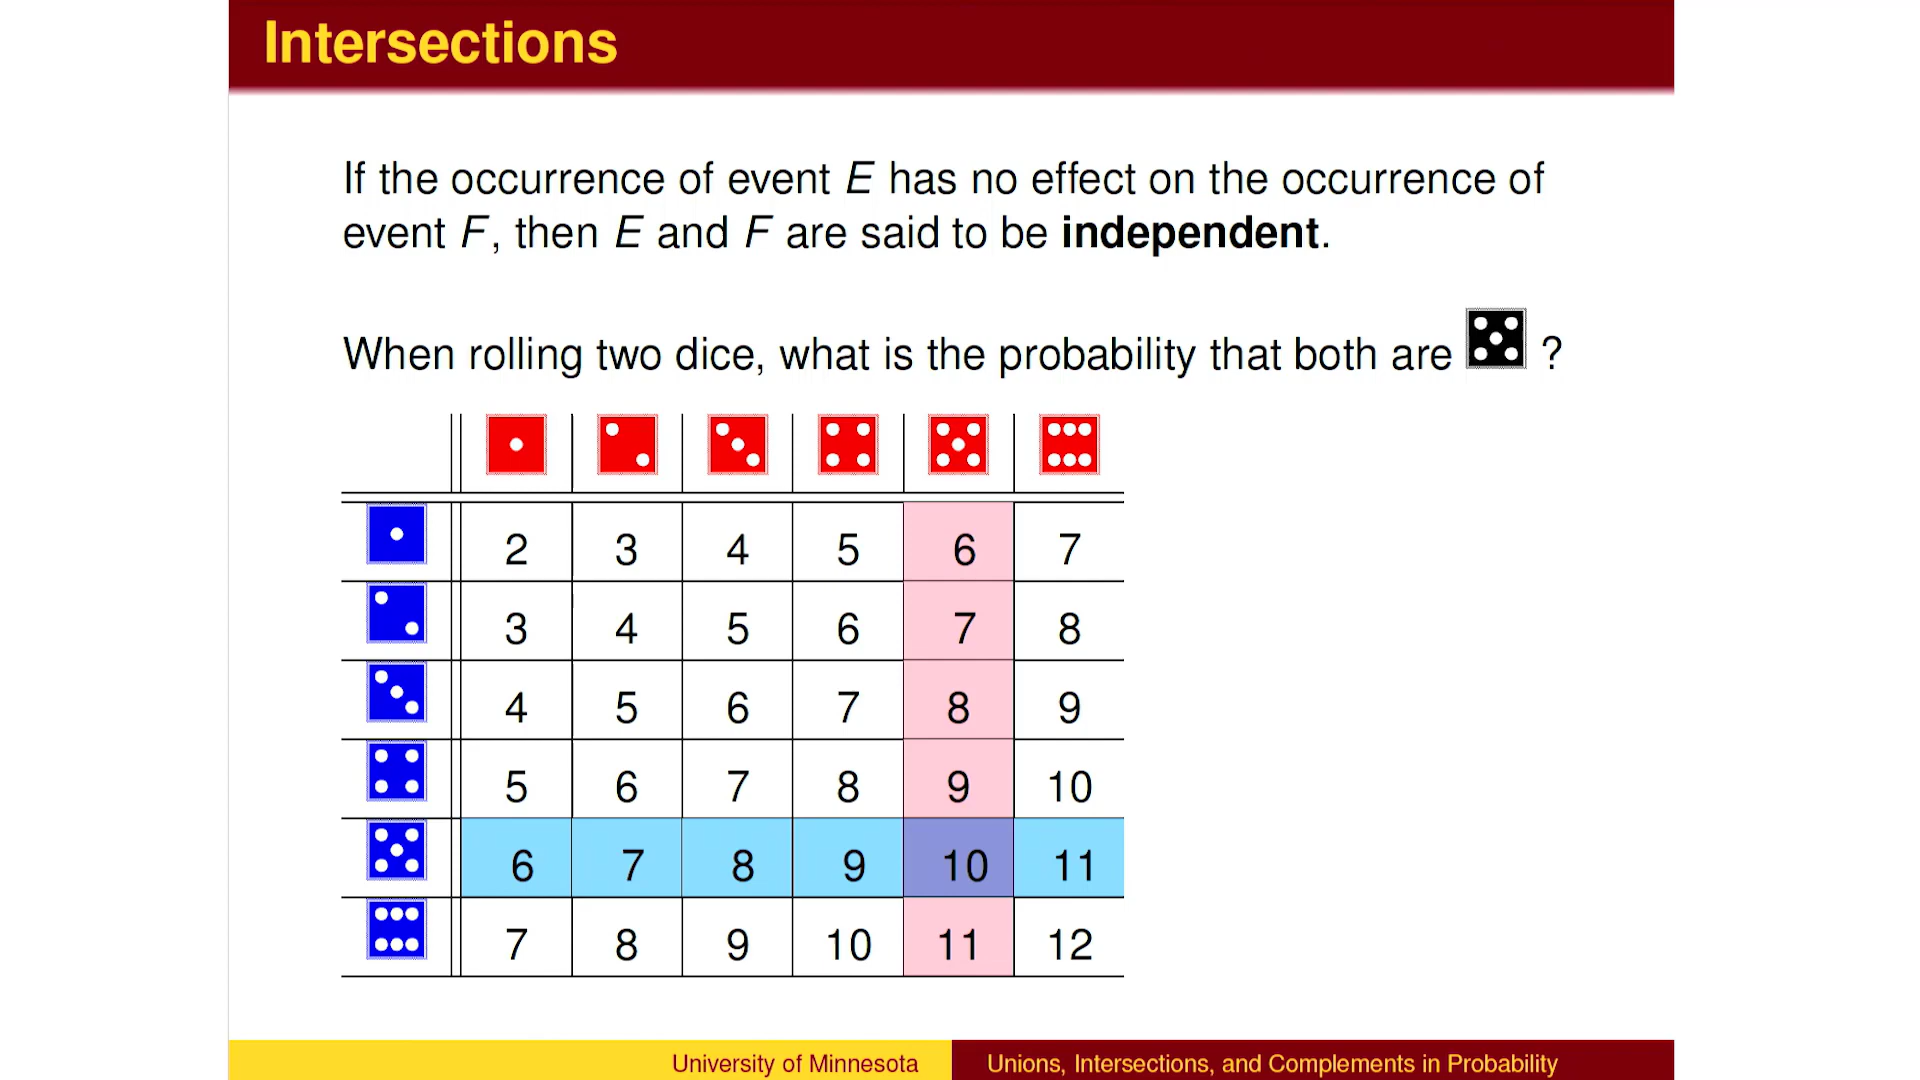 Intersections
If the occurrence of event E has no effect on the occurrence of
event F, then E and F are said to be independent.
When rolling two dice, what is the probability that both are ?
2 3 4 5 6 7
3 4 5 6 7 8
4 5 6 7 8 9
5 6 7 8 9 10
6 7 8 9 10 11
7 8 9 10 11 12
University of Minnesota
Unions, Intersections, and Complements in Probability